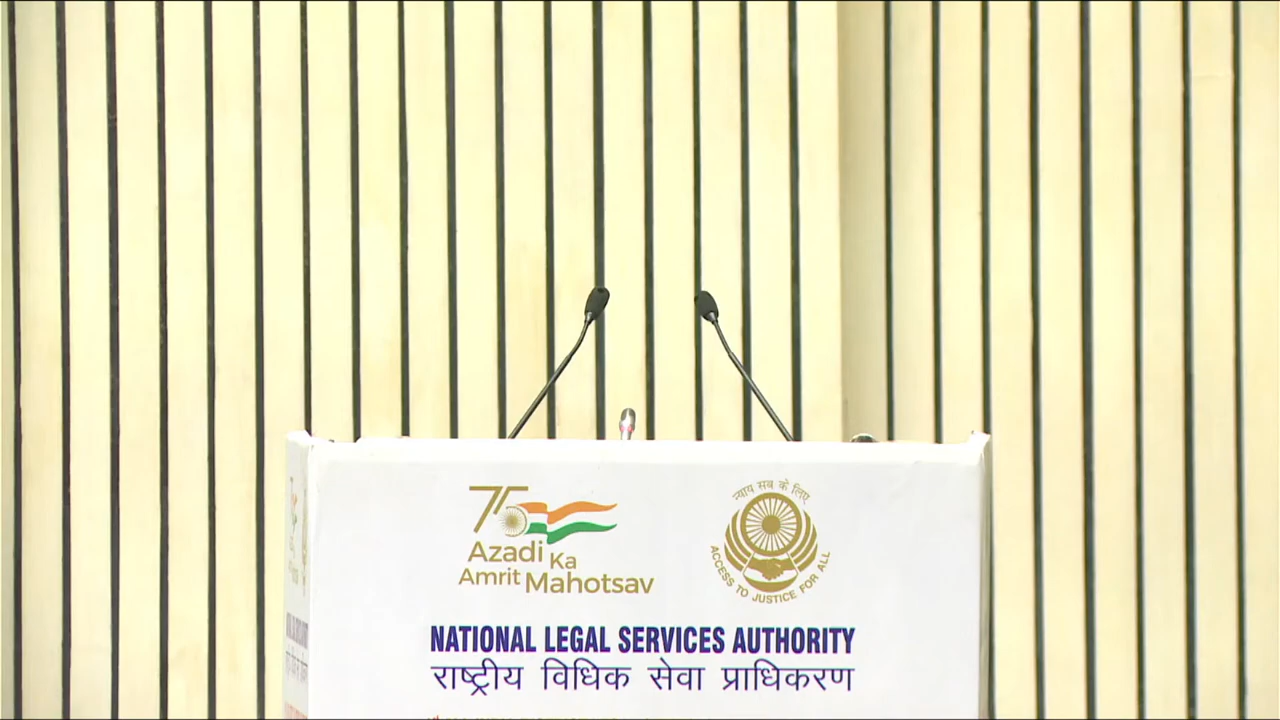 75
Azadi Ka
Amrit Mahotsav
न्याय सब के लिए
ACCESS TO JUSTICE FOR ALL
NATIONAL LEGAL SERVICES AUTHORITY
राष्ट्रीय विधिक सेवा प्राधिकरण